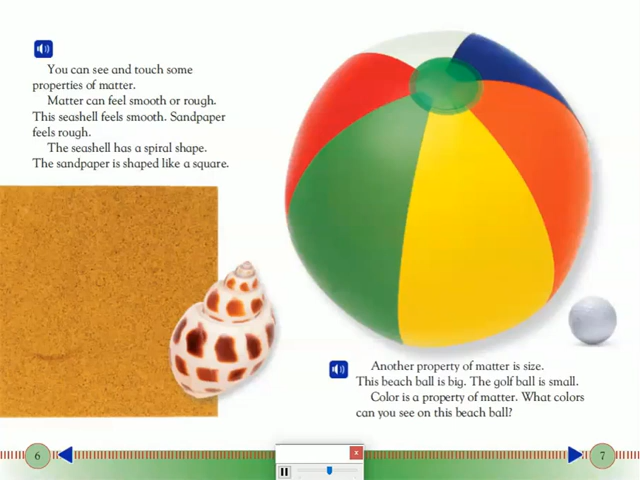 You can see and touch some
properties of matter.
Matter can feel smooth or rough.
This seashell feels smooth. Sandpaper
feels rough.
The seashell has a spiral shape.
The sandpaper is shaped like a square.
Another property of matter is size.
This beach ball is big. The golf ball is small.
Color is a property of matter. What colors
can you see on this beach ball?
6
7